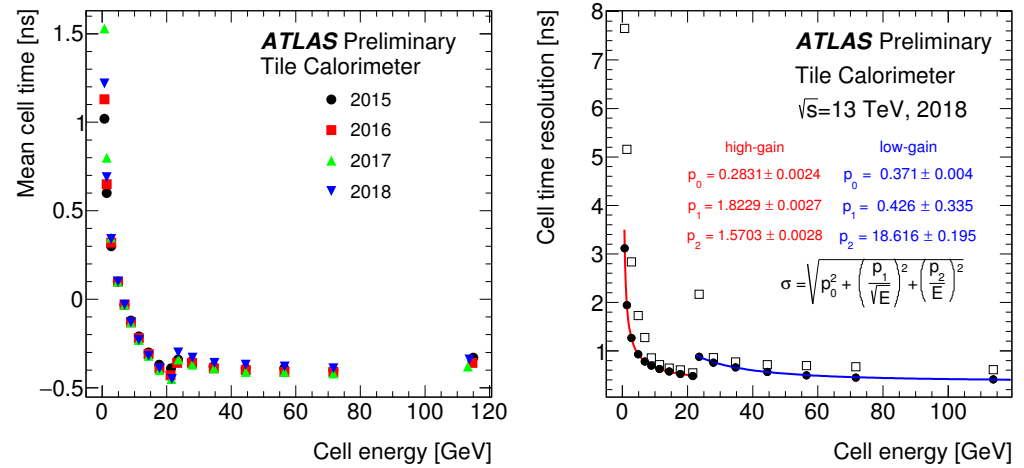 Mean cell time [ns]
1.5
1
0.5
0
−0.5
ATLAS Preliminary
Tile Calorimeter
2015
2016
2017
2018
0 20 40 60 80 100 120
Cell energy [GeV]
Cell time resolution [ns]
8
7
6
5
4
3
2
1
ATLAS Preliminary
Tile Calorimeter
√s=13 TeV, 2018
high-gain low-gain
p0 = 0.2831 ± 0.0024 p0 = 0.371 ± 0.004
p1 = 1.8229 ± 0.0027 p1 = 0.426 ± 0.335
p2 = 1.5703 ± 0.0028 p2 = 18.616 ± 0.195
σ = √(p0² + (p1/√E)² + (p2/E)²)
0 20 40 60 80 100
Cell energy [GeV]